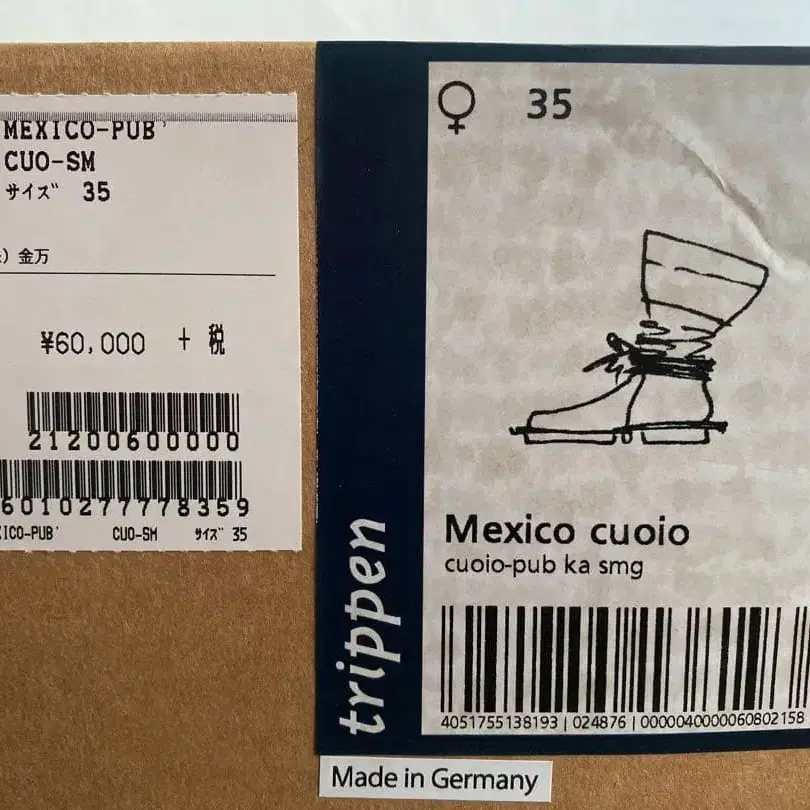 MEXICO-PUB'
CUO-SM
サイズ 35
) 金万
¥60,000 + 税
21200600000
6010277778359
ICO-PUB' CUO-SM サイズ 35
♀ 35
Mexico cuoio
cuoio-pub ka smg
4051755138193 | 024876 | 0000040000060802158
trippen
Made in Germany